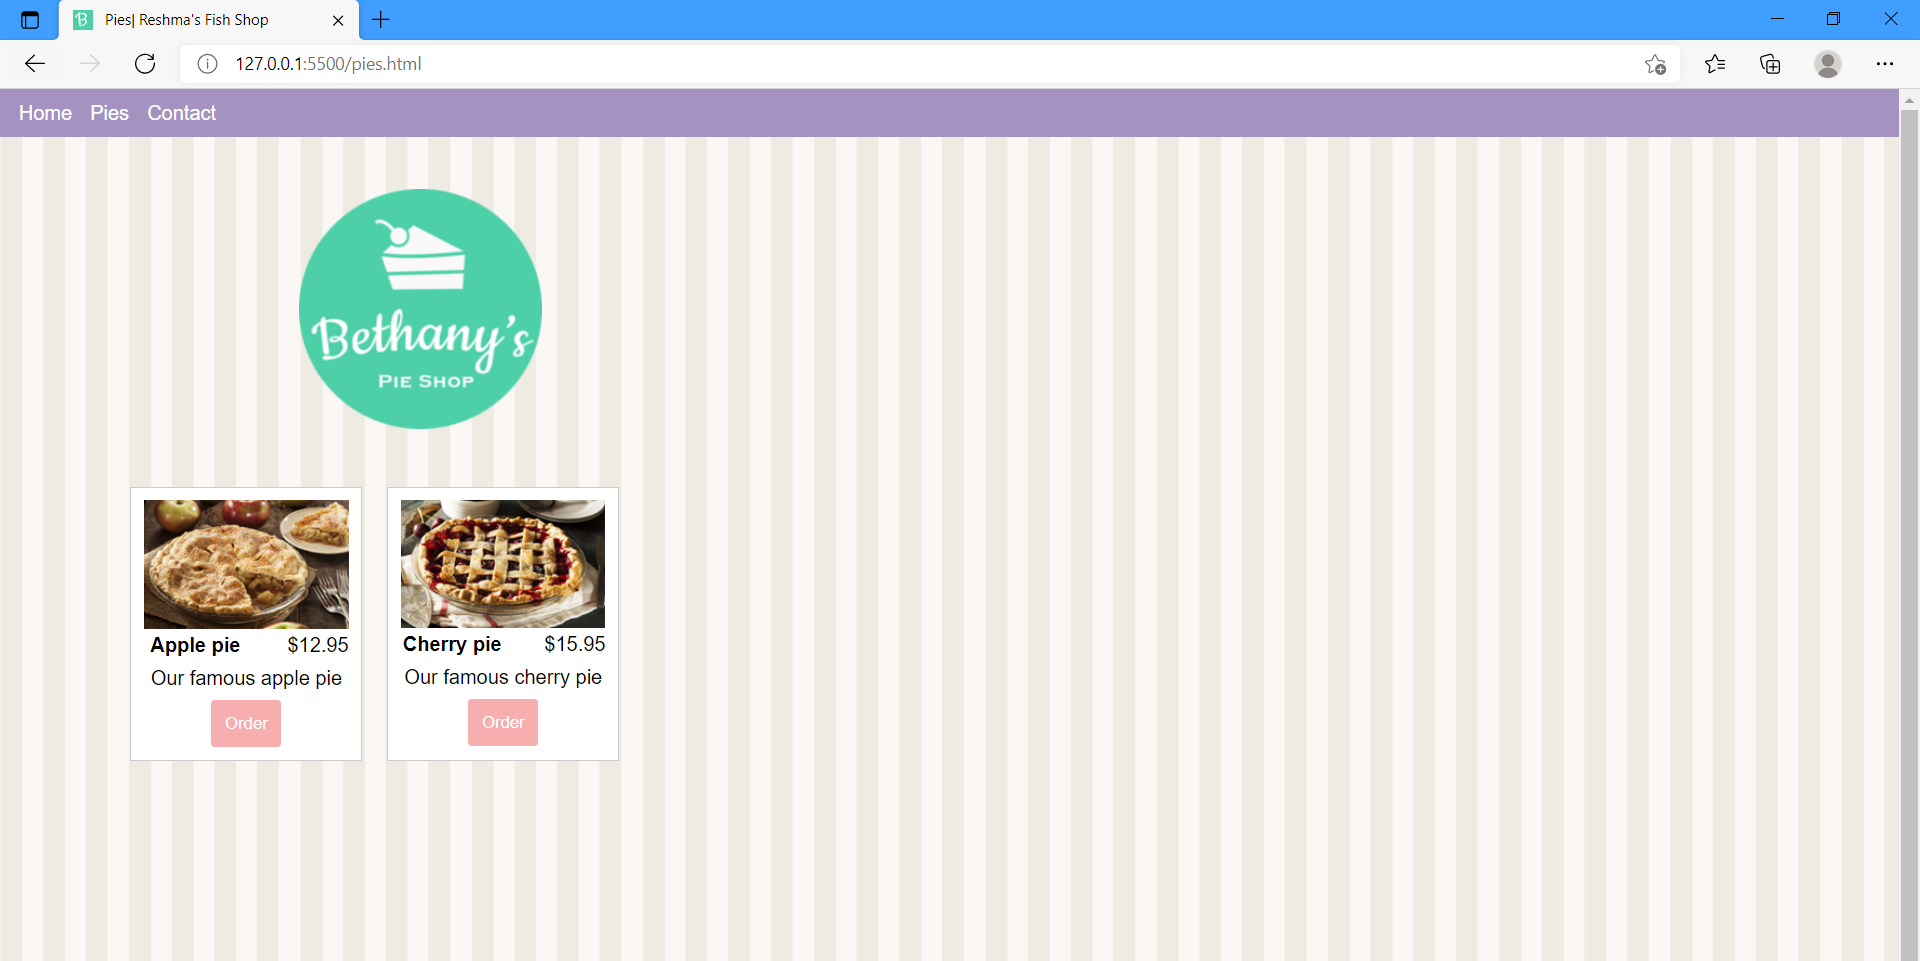 B Pies| Reshma's Fish Shop
127.0.0.1:5500/pies.html
Home Pies Contact
Bethany's
PIE SHOP
Apple pie $12.95
Our famous apple pie
Order
Cherry pie $15.95
Our famous cherry pie
Order